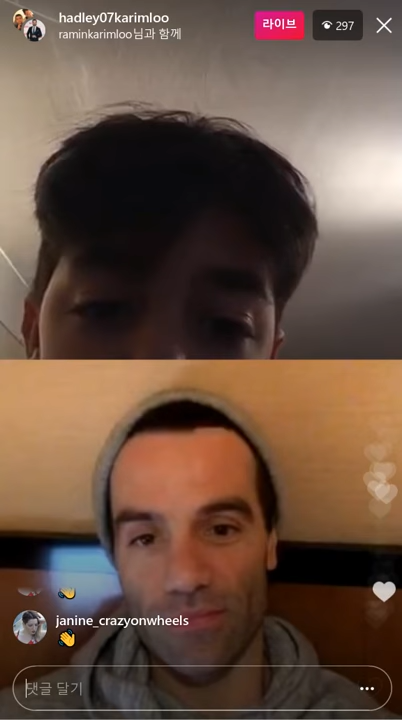 hadley07karimloo
raminkarimloo님과 함께
라이브
297
janine_crazyonwheels
댓글 달기